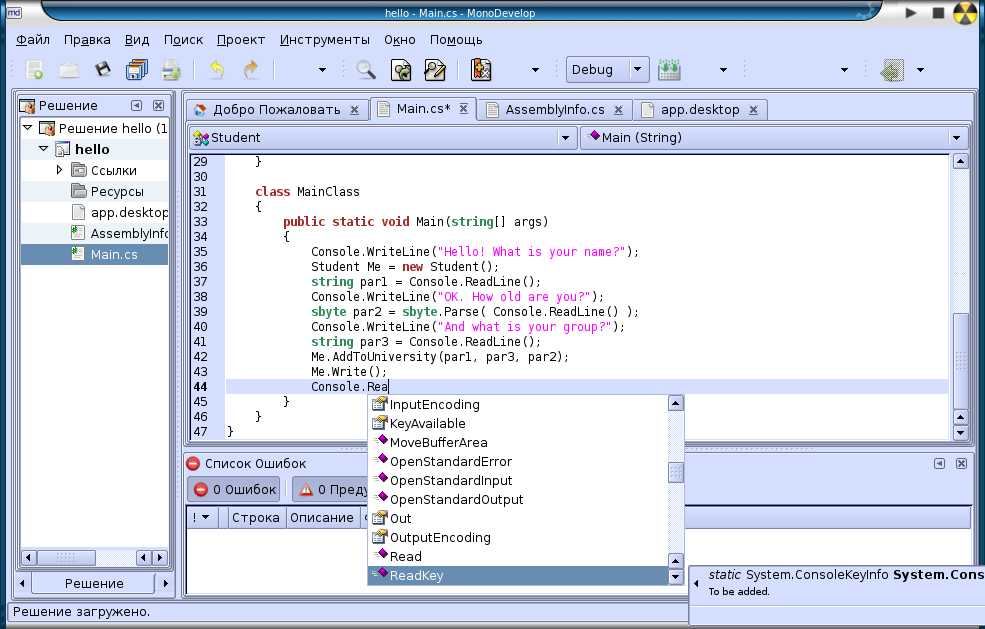 md hello - Main.cs - MonoDevelop
Файл Правка Вид Поиск Проект Инструменты Окно Помощь
Debug
Решение
Решение hello (1
hello
Ссылки
Ресурсы
app.desktop
AssemblyInfo
Main.cs
Решение
Добро Пожаловать Main.cs* AssemblyInfo.cs app.desktop
Student Main (String)
29 }
30
31 class MainClass
32 {
33 public static void Main(string[] args)
34 {
35 Console.WriteLine("Hello! What is your name?");
36 Student Me = new Student();
37 string par1 = Console.ReadLine();
38 Console.WriteLine("OK. How old are you?");
39 sbyte par2 = sbyte.Parse( Console.ReadLine() );
40 Console.WriteLine("And what is your group?");
41 string par3 = Console.ReadLine();
42 Me.AddToUniversity(par1, par3, par2);
43 Me.Write();
44 Console.Rea
45 }
46 }
47 }
InputEncoding
KeyAvailable
MoveBufferArea
OpenStandardError
OpenStandardInput
OpenStandardOutput
Out
OutputEncoding
Read
ReadKey
Список Ошибок
0 Ошибок 0 Преду
! Строка Описание
static System.ConsoleKeyInfo System.Cons
To be added.
Решение загружено.